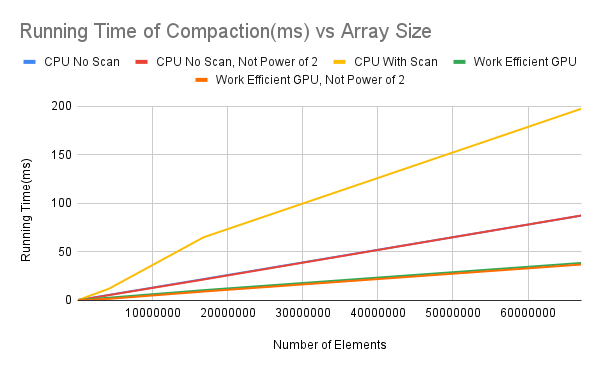 Running Time of Compaction(ms) vs Array Size
CPU No Scan CPU No Scan, Not Power of 2 CPU With Scan Work Efficient GPU
Work Efficient GPU, Not Power of 2
200
150
100
50
0
Running Time(ms)
10000000 20000000 30000000 40000000 50000000 60000000
Number of Elements